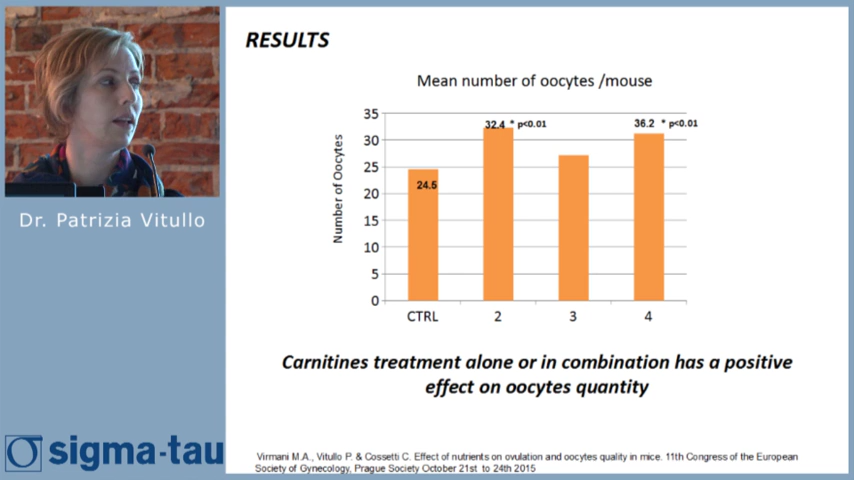 RESULTS
Mean number of oocytes /mouse
Number of Oocytes
35
30
25
20
15
10
5
0
24.5
32.4 * p<0.01
36.2 * p<0.01
CTRL 2 3 4
Carnitines treatment alone or in combination has a positive
effect on oocytes quantity
Virmani M.A., Vitullo P. & Cossetti C. Effect of nutrients on ovulation and oocytes quality in mice. 11th Congress of the European
Society of Gynecology, Prague Society October 21st to 24th 2015
Dr. Patrizia Vitullo
sigma-tau